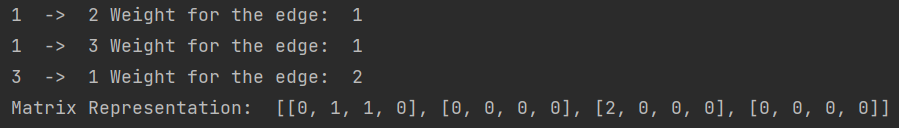 1  ->  2 Weight for the edge:  1
1  ->  3 Weight for the edge:  1
3  ->  1 Weight for the edge:  2
Matrix Representation:  [[0, 1, 1, 0], [0, 0, 0, 0], [2, 0, 0, 0], [0, 0, 0, 0]]